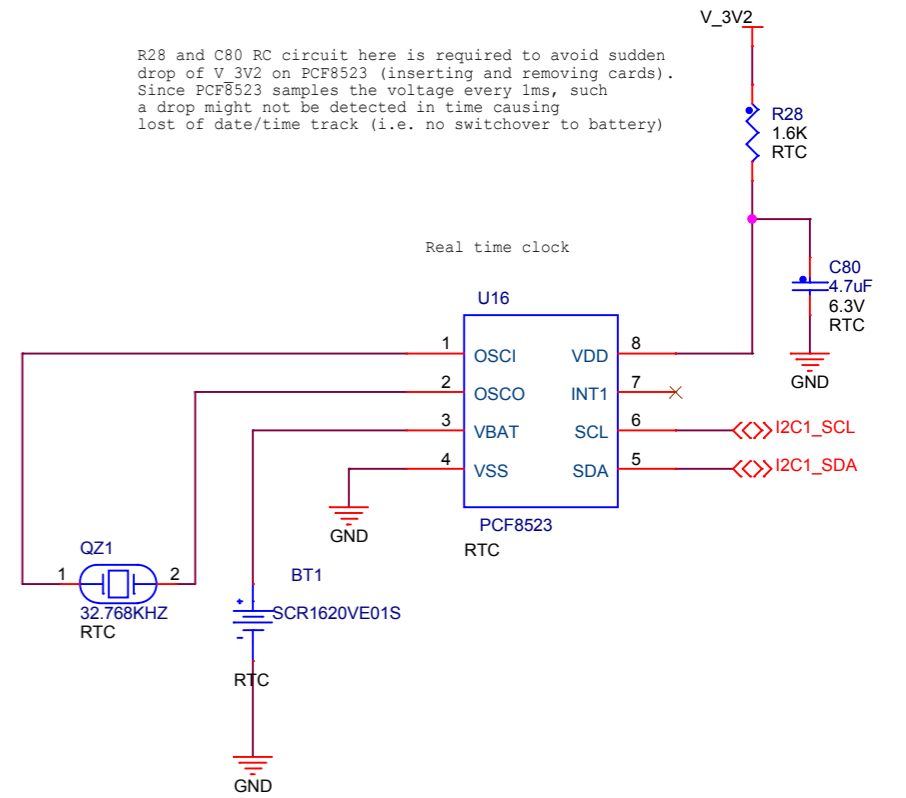 V_3V2
R28 and C80 RC circuit here is required to avoid sudden
drop of V_3V2 on PCF8523 (inserting and removing cards).
Since PCF8523 samples the voltage every 1ms, such
a drop might not be detected in time causing
lost of date/time track (i.e. no switchover to battery)
R28
1.6K
RTC
Real time clock
C80
4.7uF
6.3V
RTC
GND
U16
1 OSCI VDD 8
2 OSCO INT1 7
3 VBAT SCL 6 I2C1_SCL
4 VSS SDA 5 I2C1_SDA
GND
PCF8523
RTC
QZ1
1 2
32.768KHZ
RTC
BT1
+
SCR1620VE01S
-
RTC
GND